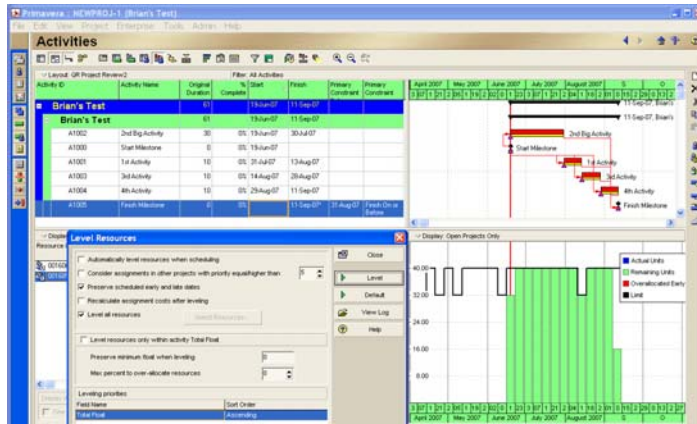 Primavera : NEWPROJ-1 (Brian's Test)
File Edit View Project Enterprise Tools Admin Help
Activities
Layout: QR Project Review2 Filter: All Activities
Activity ID Activity Name Original Duration % Complete Start Finish Primary Constraint Primary Constraint
April 2007 May 2007 June 2007 July 2007 August 2007 S O
Brian's Test 61 19-Jun-07 11-Sep-07
11-Sep-07, Brian's
Brian's Test 61 19-Jun-07 11-Sep-07
11-Sep-07, Brian's
A1002 2nd Big Activity 30 0% 19-Jun-07 30-Jul-07
2nd Big Activity
A1000 Start Milestone 0 0% 19-Jun-07
Start Milestone
A1001 1st Activity 10 0% 31-Jul-07 13-Aug-07
1st Activity
A1003 3rd Activity 10 0% 14-Aug-07 28-Aug-07
3rd Activity
A1004 4th Activity 10 0% 29-Aug-07 11-Sep-07
4th Activity
A1005 Finish Milestone 0 0% 11-Sep-07* 31-Aug-07 Finish On or Before
Finish Milestone
Display: Open Projects Only
Level Resources
Automatically level resources when scheduling
Consider assignments in other projects with priority equal/higher than 5
Preserve scheduled early and late dates
Recalculate assignment costs after leveling
Level all resources
Level resources only within activity Total Float
Preserve minimum float when leveling 0
Max percent to over-allocate resources 0
Leveling priorities
Field Name Sort Order
Total Float Ascending
Close
Level
Default
View Log
Help
Actual Units
Remaining Units
Overallocated Early
Limit
40.00
32.00
24.00
16.00
8.00
April 2007 May 2007 June 2007 July 2007 August 2007 S O